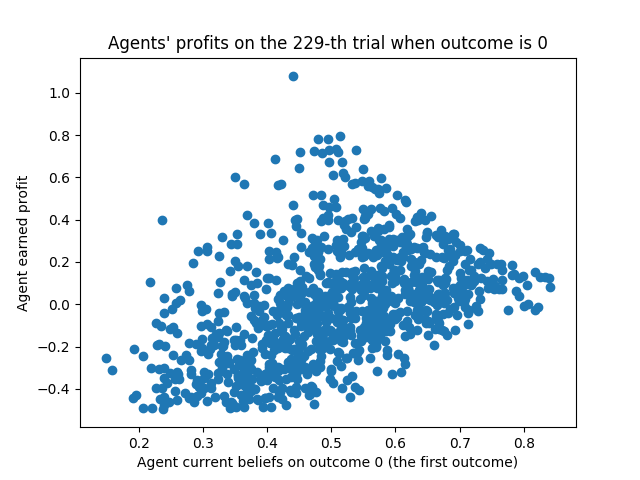 Agents' profits on the 229-th trial when outcome is 0
1.0
0.8
0.6
0.4
0.2
0.0
−0.2
−0.4
Agent earned profit
0.2 0.3 0.4 0.5 0.6 0.7 0.8
Agent current beliefs on outcome 0 (the first outcome)